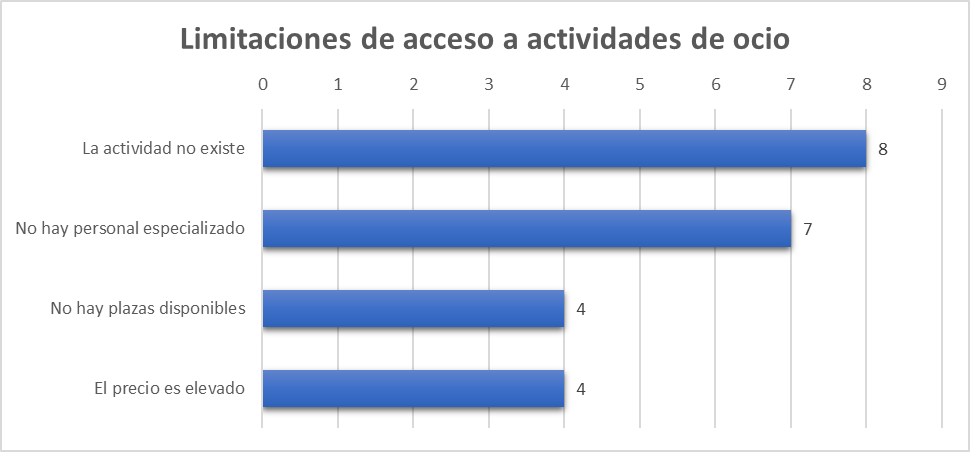 Limitaciones de acceso a actividades de ocio
0 1 2 3 4 5 6 7 8 9
La actividad no existe 8
No hay personal especializado 7
No hay plazas disponibles 4
El precio es elevado 4